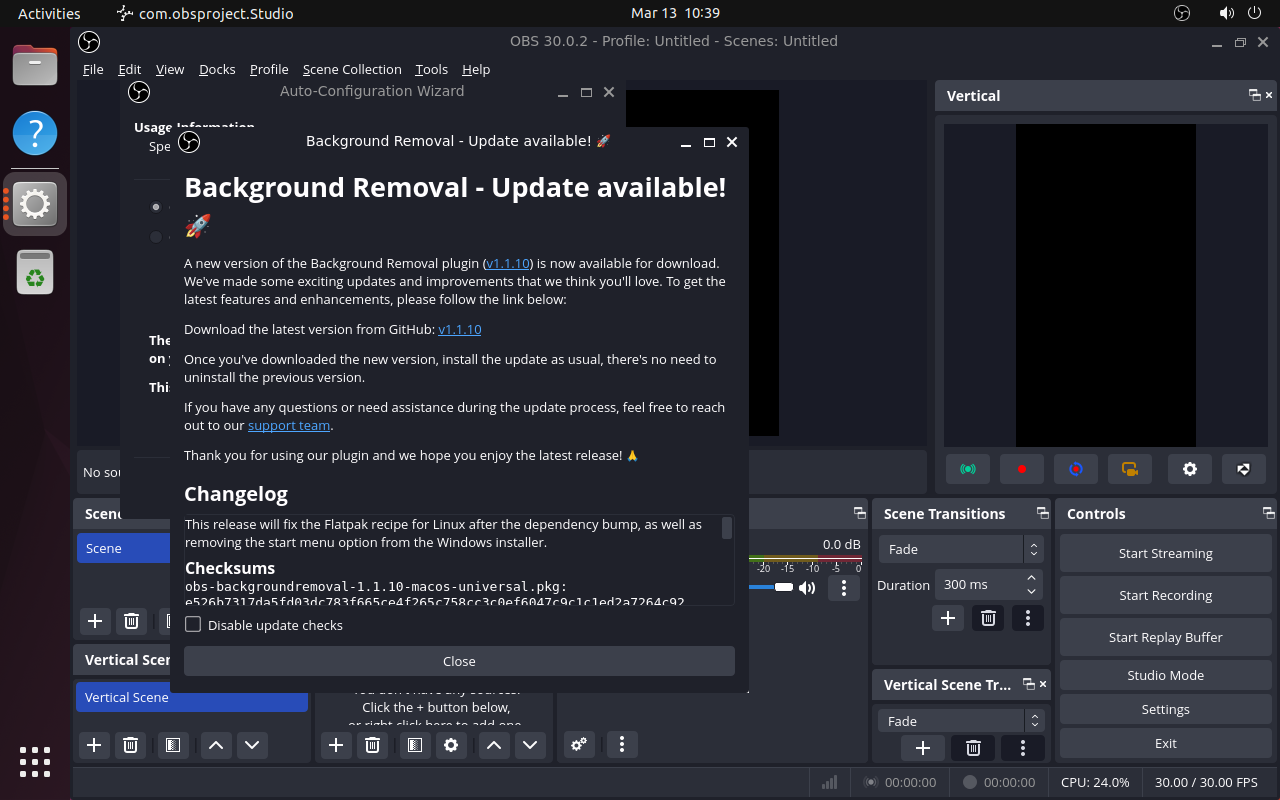 Activities
com.obsproject.Studio
Mar 13 10:39
OBS 30.0.2 - Profile: Untitled - Scenes: Untitled
File Edit View Docks Profile Scene Collection Tools Help
Auto-Configuration Wizard
Vertical
Usage Information
Spe
Background Removal - Update available! 🚀
Background Removal - Update available!
🚀
A new version of the Background Removal plugin (v1.1.10) is now available for download.
We've made some exciting updates and improvements that we think you'll love. To get the
latest features and enhancements, please follow the link below:
Download the latest version from GitHub: v1.1.10
The
Once you've downloaded the new version, install the update as usual, there's no need to
on
uninstall the previous version.
This
If you have any questions or need assistance during the update process, feel free to reach
out to our support team.
Thank you for using our plugin and we hope you enjoy the latest release! 🙏
No sou
Changelog
This release will fix the Flatpak recipe for Linux after the dependency bump, as well as
removing the start menu option from the Windows installer.
Checksums
obs-backgroundremoval-1.1.10-macos-universal.pkg:
e526b7317da5fd03dc783f665ce4f265c758cc3c0ef6047c9c1c1ed2a7264c92
Disable update checks
Close
Scene
Scene
0.0 dB
-20 -15 -10 -5 0
Scene Transitions
Fade
Duration 300 ms
Controls
Start Streaming
Start Recording
Start Replay Buffer
Studio Mode
Settings
Exit
Vertical Scen
Vertical Scene
You don't have any sources.
Click the + button below,
or right click here to add one.
Vertical Scene Tr...
Fade
00:00:00
00:00:00
CPU: 24.0%
30.00 / 30.00 FPS